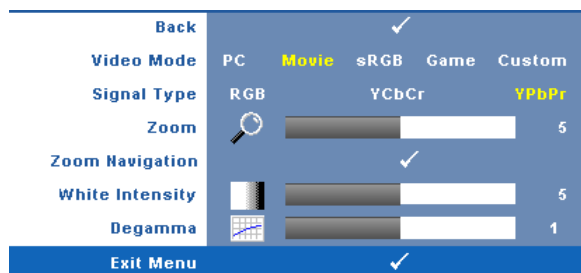 Back
Video Mode PC Movie sRGB Game Custom
Signal Type RGB YCbCr YPbPr
Zoom 5
Zoom Navigation
White Intensity 5
Degamma 1
Exit Menu